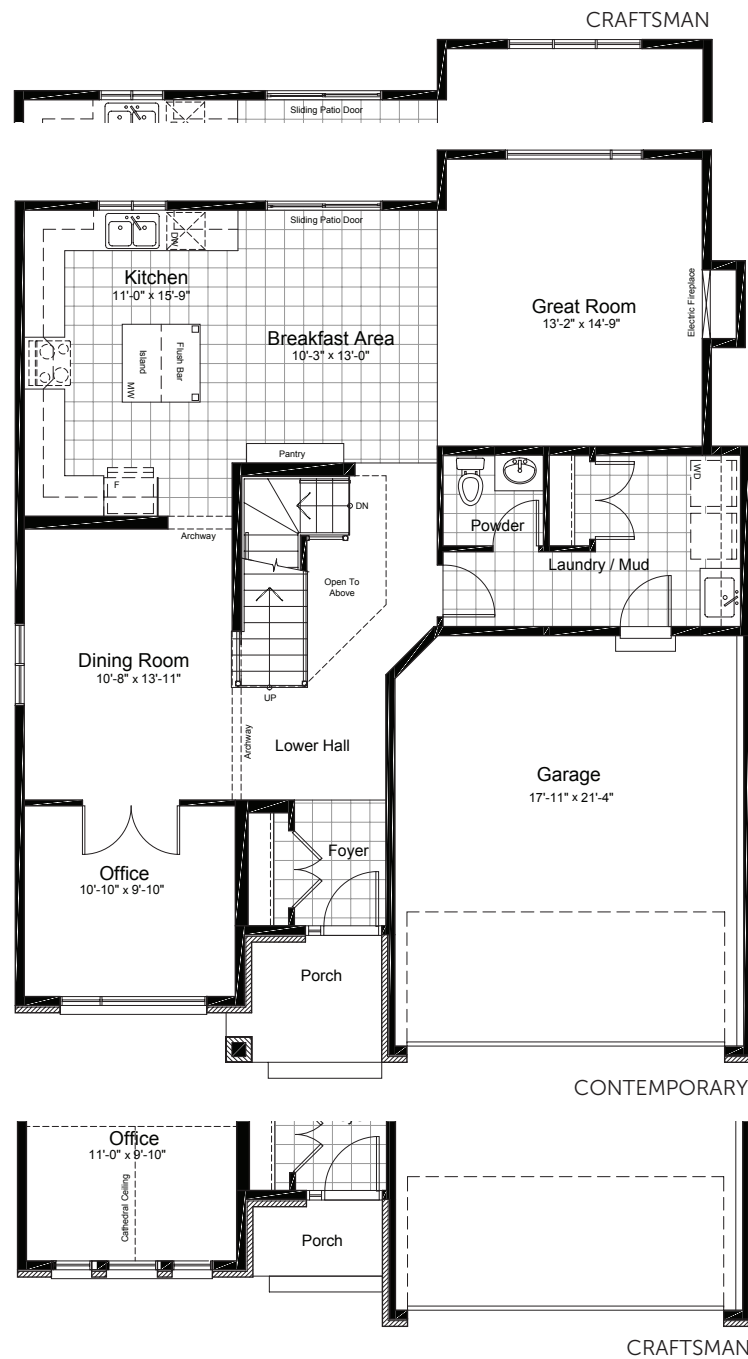 CRAFTSMAN
Sliding Patio Door
Sliding Patio Door
DN
Kitchen
11'-0" x 15'-9"
Great Room
13'-2" x 14'-9"
Electric Fireplace
Breakfast Area
10'-3" x 13'-0"
Island
Flush Bar
MW
Pantry
F
WD
DN
Powder
Archway
Laundry / Mud
Open To
Above
Dining Room
10'-8" x 13'-11"
UP
Archway
Lower Hall
Garage
17'-11" x 21'-4"
Foyer
Office
10'-10" x 9'-10"
Porch
CONTEMPORARY
Office
11'-0" x 9'-10"
Cathedral Ceiling
Porch
CRAFTSMAN